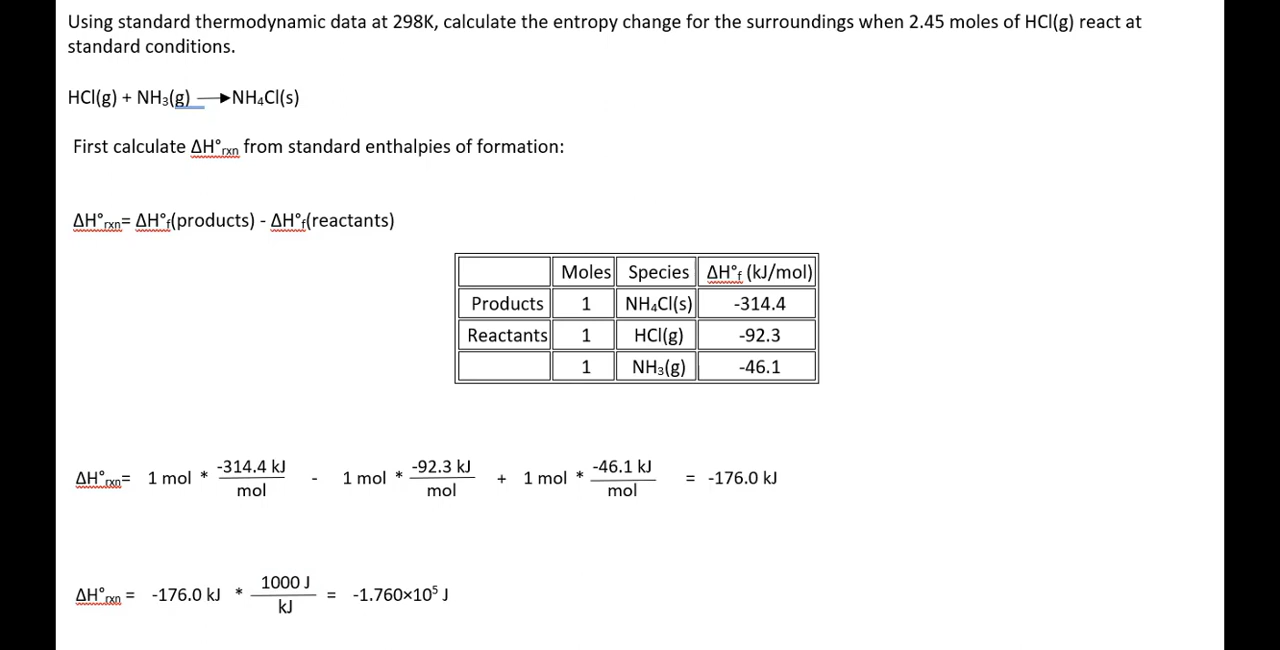 Using standard thermodynamic data at 298K, calculate the entropy change for the surroundings when 2.45 moles of HCl(g) react at
standard conditions.
HCl(g) + NH₃(g) ⟶ NH₄Cl(s)
First calculate ΔH°rxn from standard enthalpies of formation:
ΔH°rxn= ΔH°f(products) - ΔH°f(reactants)
Moles Species ΔH°f (kJ/mol)
Products 1 NH₄Cl(s) -314.4
Reactants 1 HCl(g) -92.3
1 NH₃(g) -46.1
ΔH°rxn= 1 mol * -314.4 kJ/mol - 1 mol * -92.3 kJ/mol + 1 mol * -46.1 kJ/mol = -176.0 kJ
ΔH°rxn = -176.0 kJ * 1000 J/kJ = -1.760×10⁵ J